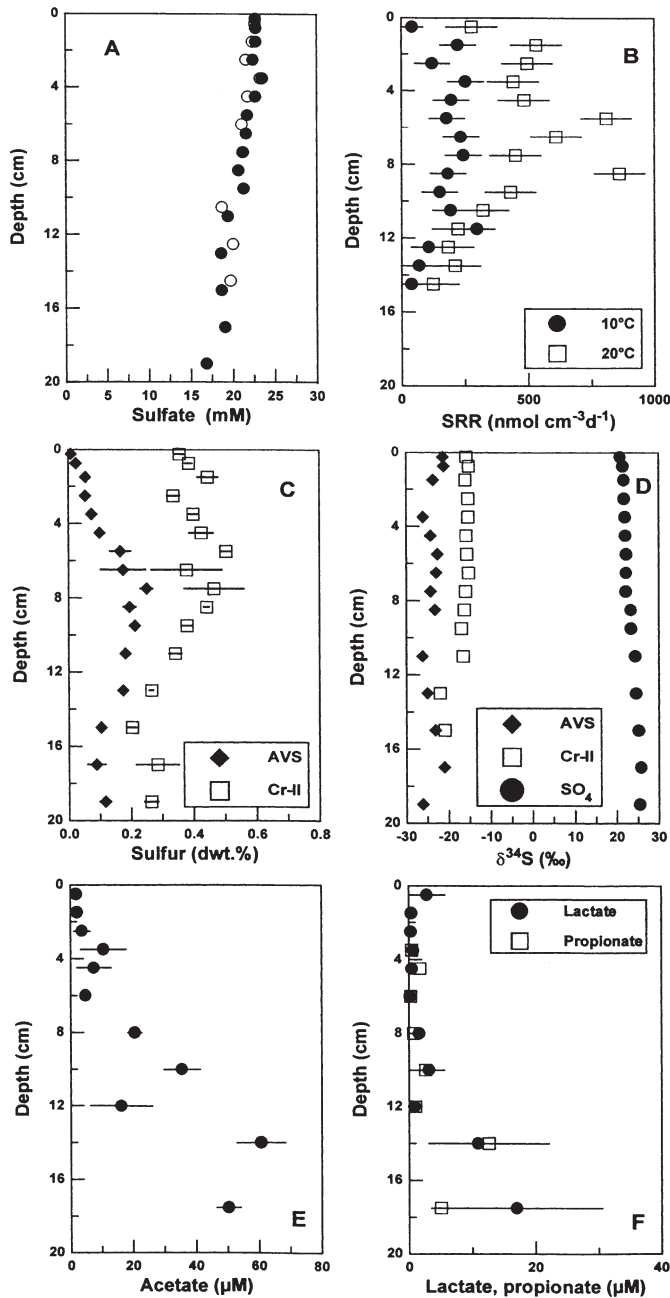 A
Depth (cm)
0
4
8
12
16
20
0 5 10 15 20 25 30
Sulfate (mM)
B
Depth (cm)
0
4
8
12
16
20
10°C
20°C
0 500 1000
SRR (nmol cm⁻³d⁻¹)
C
Depth (cm)
0
4
8
12
16
20
AVS
Cr-II
0.0 0.2 0.4 0.6 0.8
Sulfur (dwt.%)
D
Depth (cm)
0
4
8
12
16
20
AVS
Cr-II
SO₄
-30 -20 -10 0 10 20 30
δ³⁴S (‰)
E
Depth (cm)
0
4
8
12
16
20
0 20 40 60 80
Acetate (µM)
F
Depth (cm)
0
4
8
12
16
20
Lactate
Propionate
0 20 40
Lactate, propionate (µM)